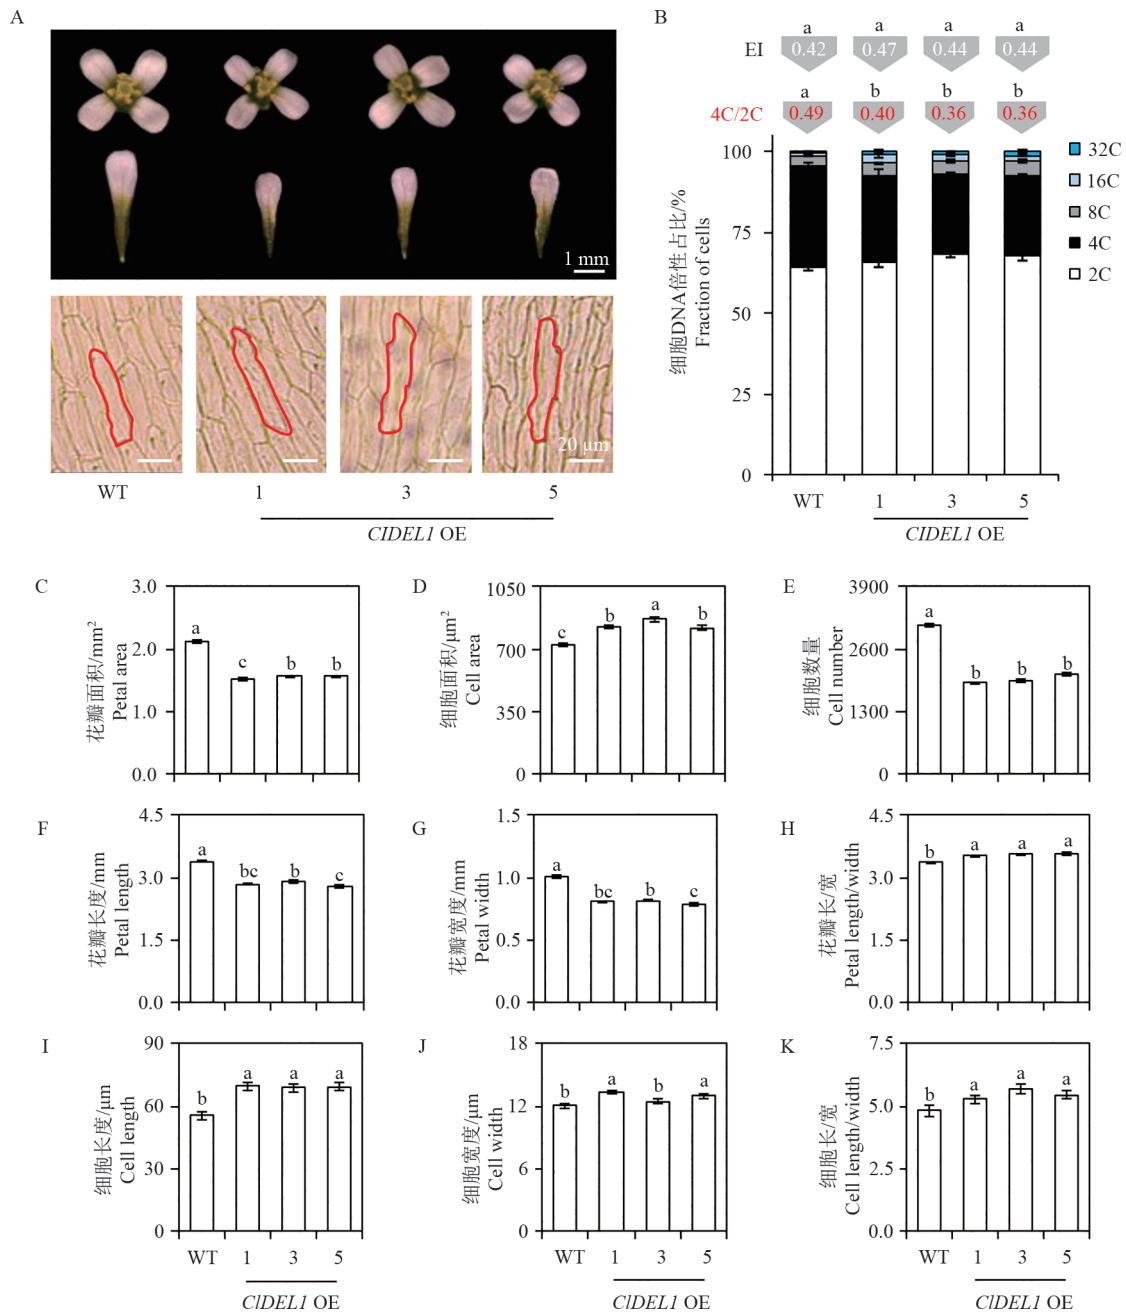 A
1 mm
20 μm
WT
1
3
5
ClDEL1 OE
B
a a a a
EI 0.42 0.47 0.44 0.44
a b b b
4C/2C 0.49 0.40 0.36 0.36
细胞DNA倍性占比/%
Fraction of cells
100
75
50
25
0
32C
16C
8C
4C
2C
WT 1 3 5
ClDEL1 OE
C
花瓣面积/mm²
Petal area
3.0
2.0
1.0
0.0
a c b b
D
细胞面积/μm²
Cell area
1050
700
350
0
c b a b
E
细胞数量
Cell number
3900
2600
1300
0
a b b b
F
花瓣长度/mm
Petal length
4.5
3.0
1.5
0.0
a bc b c
G
花瓣宽度/mm
Petal width
1.5
1.0
0.5
0.0
a bc b c
H
花瓣长/宽
Petal length/width
4.5
3.0
1.5
0.0
b a a a
I
细胞长度/μm
Cell length
90
60
30
0
b a a a
WT 1 3 5
ClDEL1 OE
J
细胞宽度/μm
Cell width
18
12
6
0
b a b a
WT 1 3 5
ClDEL1 OE
K
细胞长/宽
Cell length/width
7.5
5.0
2.5
0.0
b a a a
WT 1 3 5
ClDEL1 OE